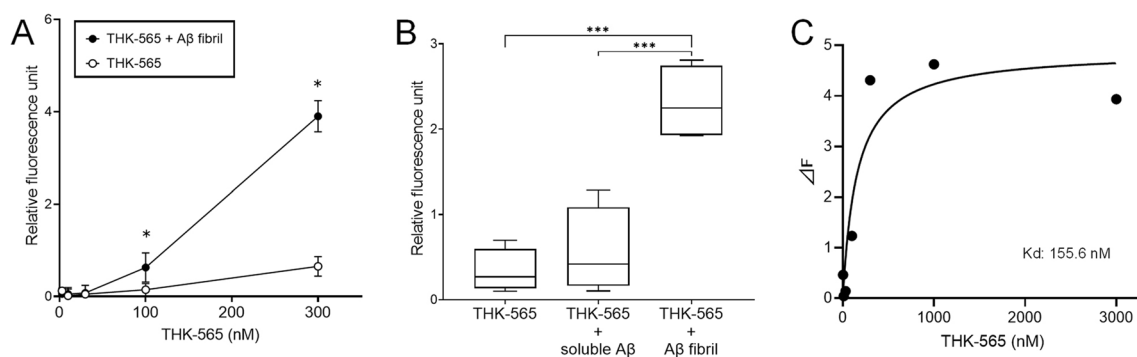 A
THK-565 + Aβ fibril
THK-565
Relative fluorescence unit
6
4
2
0
*
*
0
100
200
300
THK-565 (nM)
B
Relative fluorescence unit
3
2
1
0
***
***
THK-565
THK-565
+
soluble Aβ
THK-565
+
Aβ fibril
C
⊿F
5
4
3
2
1
0
Kd: 155.6 nM
0
1000
2000
3000
THK-565 (nM)